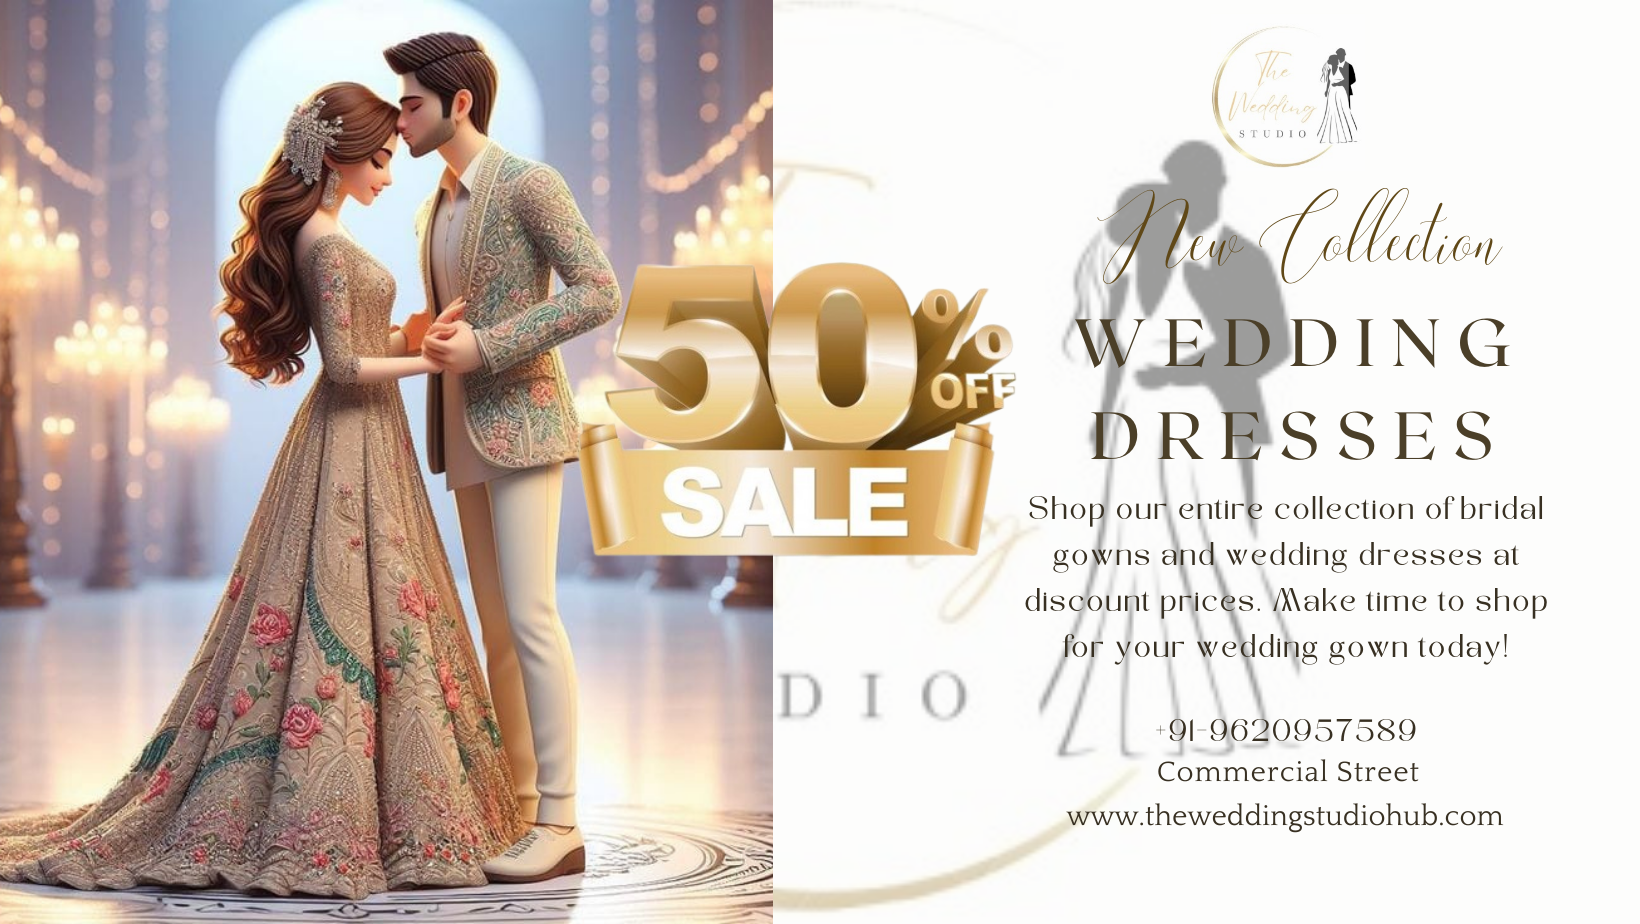 The
Wedding
STUDIO
New Collection
WEDDING
DRESSES
50%
OFF
SALE
Shop our entire collection of bridal
gowns and wedding dresses at
discount prices. Make time to shop
for your wedding gown today!
DIO
+91-9620957589
Commercial Street
www.theweddingstudiohub.com